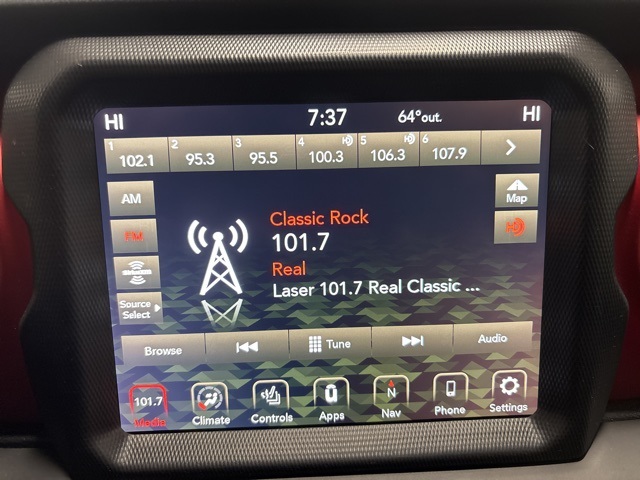 HI 7:37 64°out. HI
1 2 3 4 5 6
102.1 95.3 95.5 100.3 106.3 107.9
AM
Map
FM
Classic Rock
101.7
Real
Laser 101.7 Real Classic ...
Source
Select
Browse Tune Audio
101.7 N
Media Climate Controls Apps Nav Phone Settings